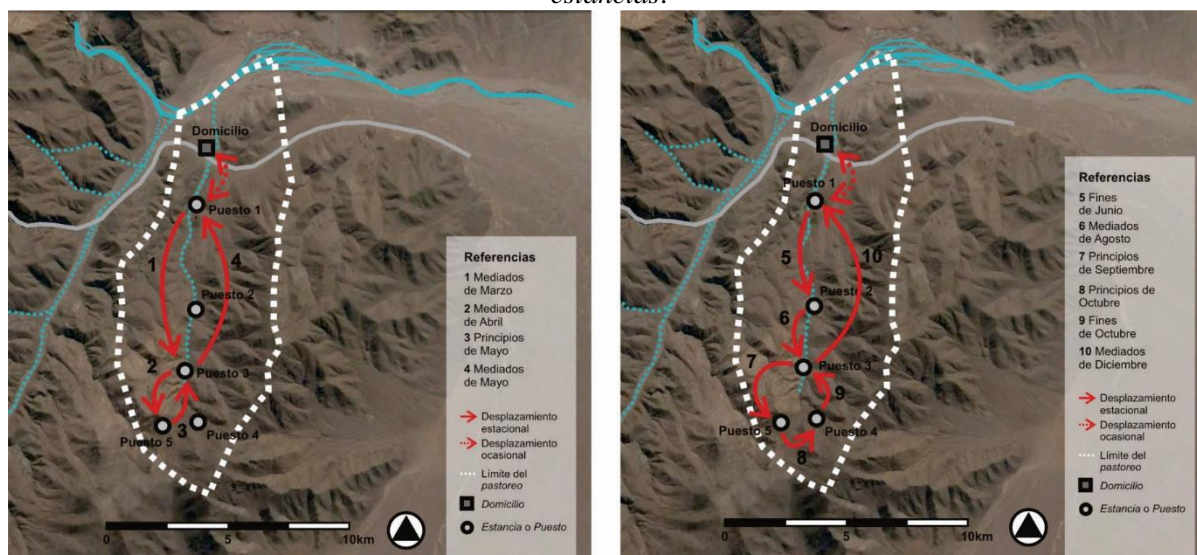 estancias.
Domicilio
Puesto 1
1
4
Puesto 2
2
Puesto 3
3
Puesto 5
Puesto 4
5
10km
Referencias
1 Mediados
de Marzo
2 Mediados
de Abril
3 Principios
de Mayo
4 Mediados
de Mayo
Desplazamiento
estacional
Desplazamiento
ocasional
Límite del
pastoreo
Domicilio
Estancia o Puesto
Domicilio
Puesto 1
5
10
Puesto 2
6
7
Puesto 3
9
Puesto 5
Puesto 4
8
5
10km
Referencias
5 Fines
de Junio
6 Mediados
de Agosto
7 Principios
de Septiembre
8 Principios de
Octubre
9 Fines
de Octubre
10 Mediados
de Diciembre
Desplazamiento
estacional
Desplazamiento
ocasional
Límite del
pastoreo
Domicilio
Estancia o Puesto